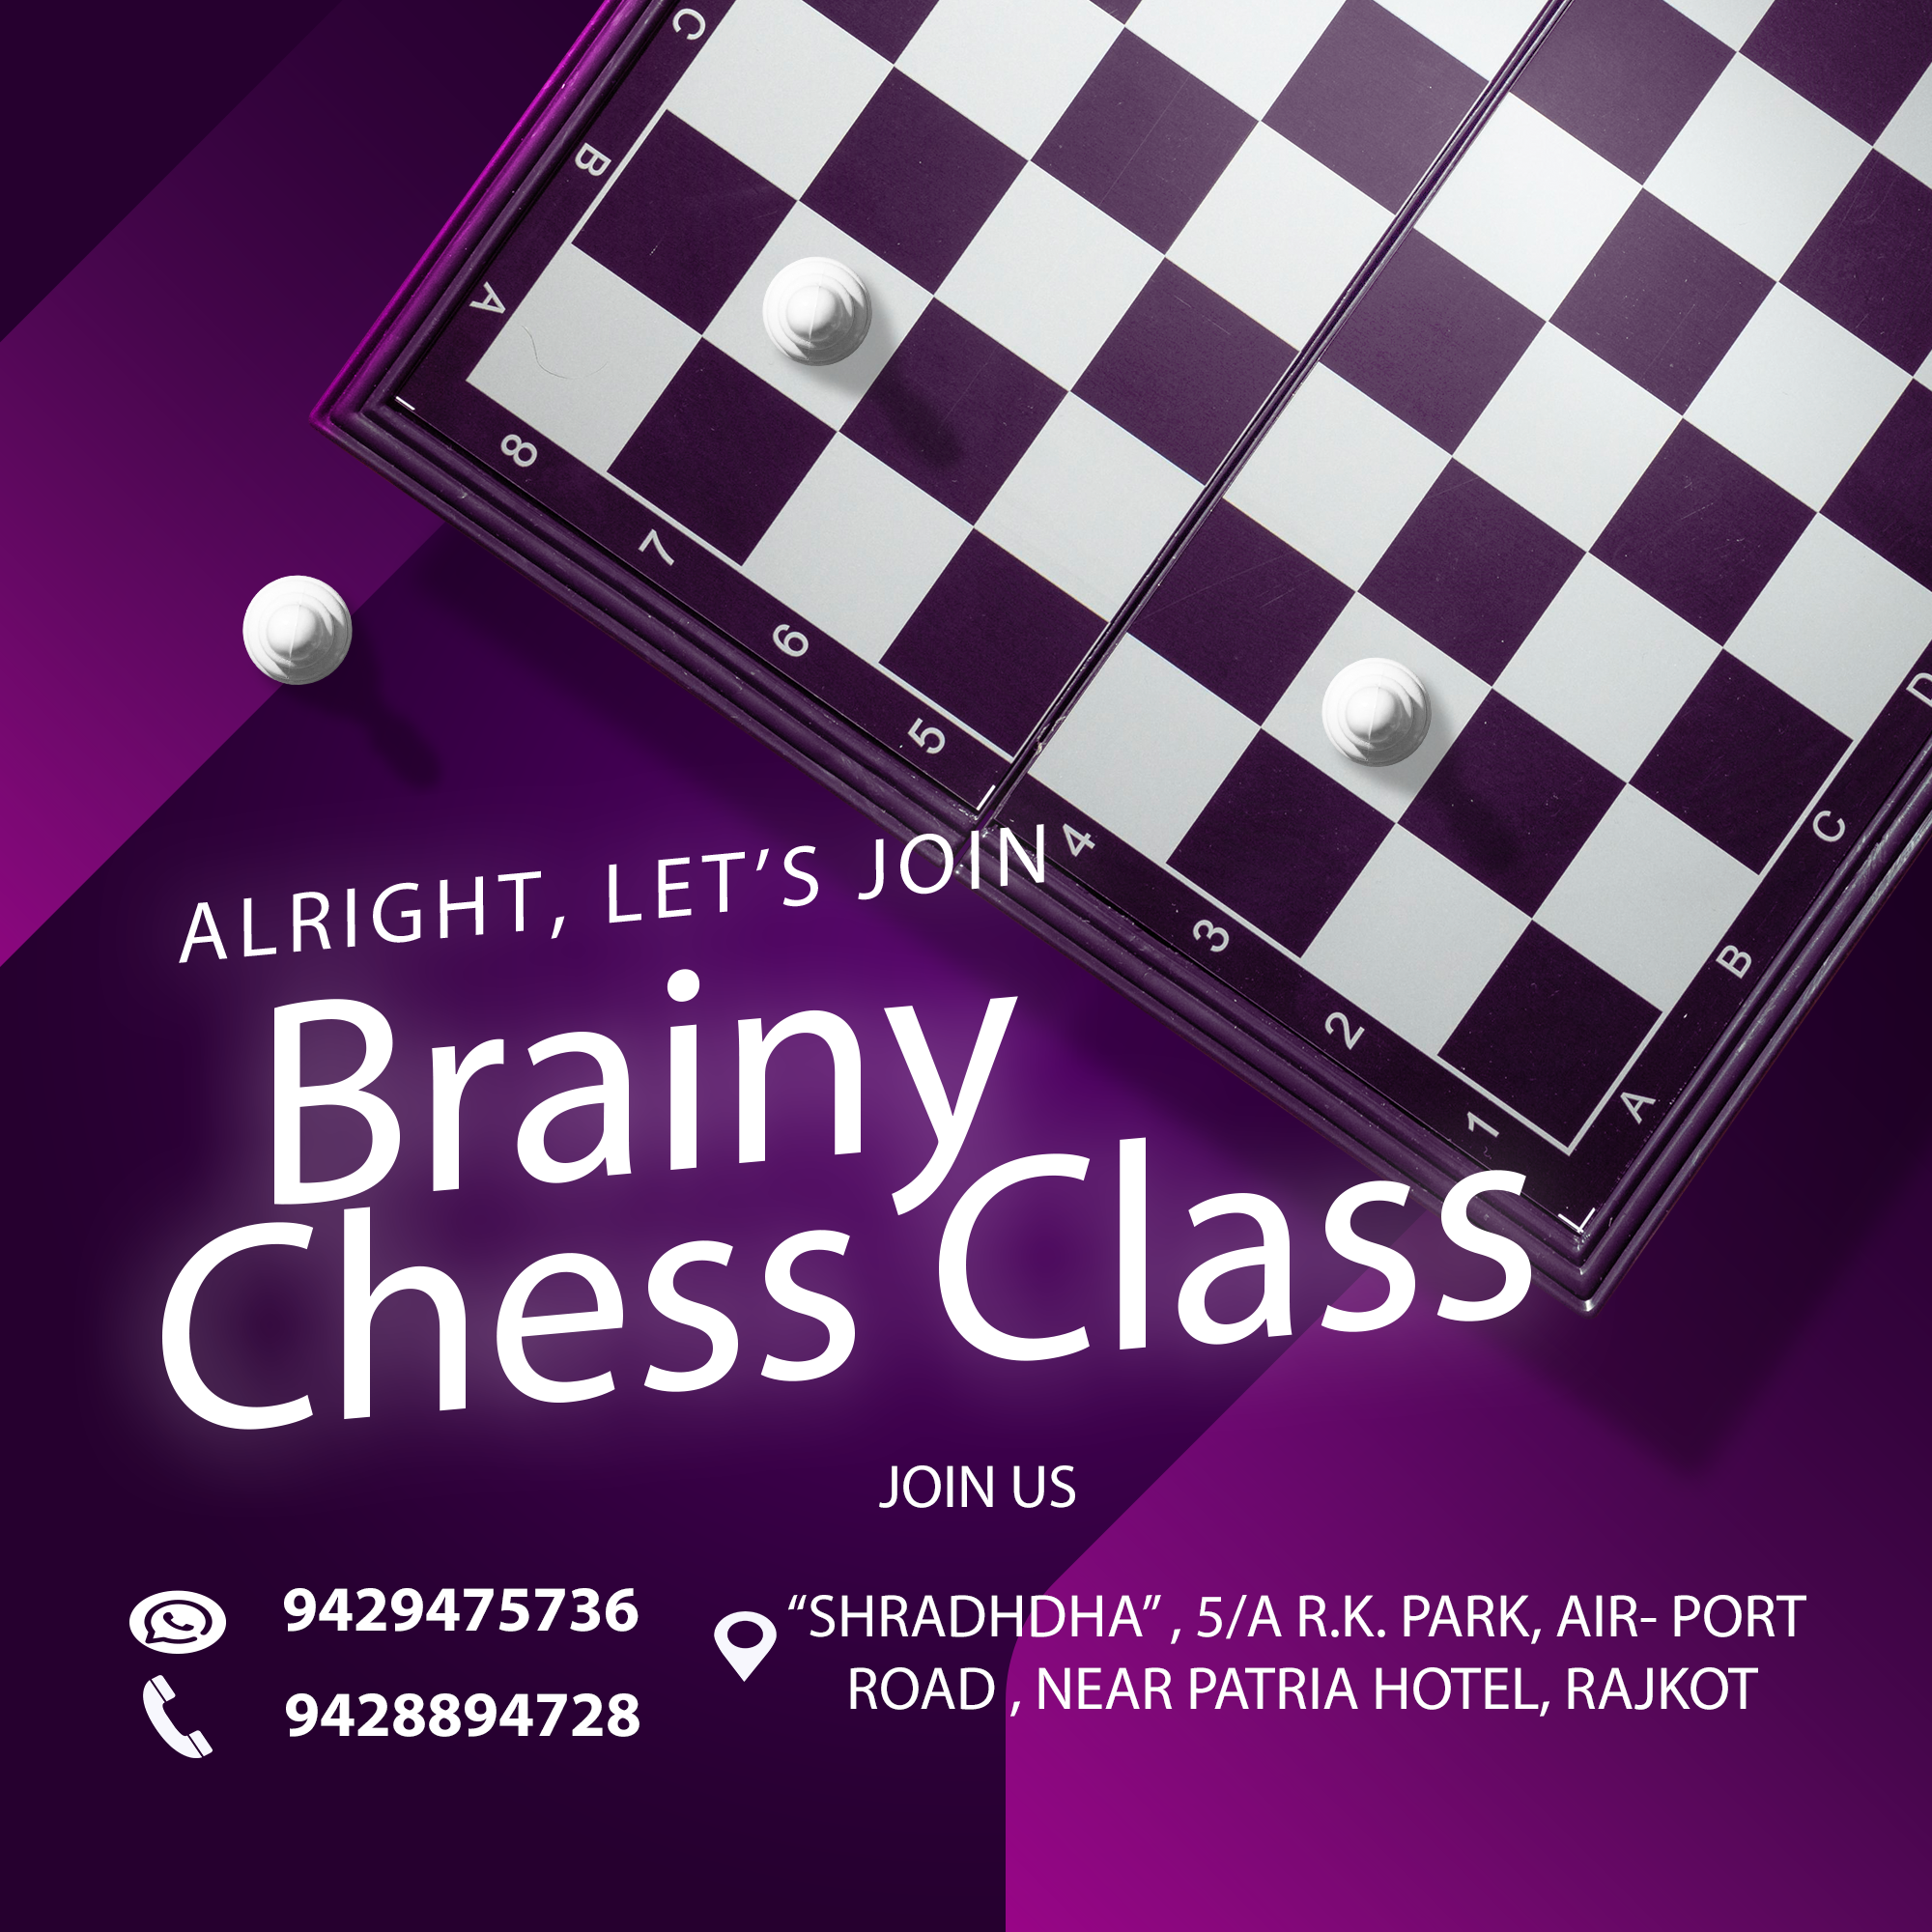 C
B
A
8
7
6
5
4
3
2
1
A
B
C
D
ALRIGHT, LET’S JOIN
Brainy
Chess Class
JOIN US
9429475736
9428894728
“SHRADHDHA” , 5/A R.K. PARK, AIR- PORT
ROAD , NEAR PATRIA HOTEL, RAJKOT